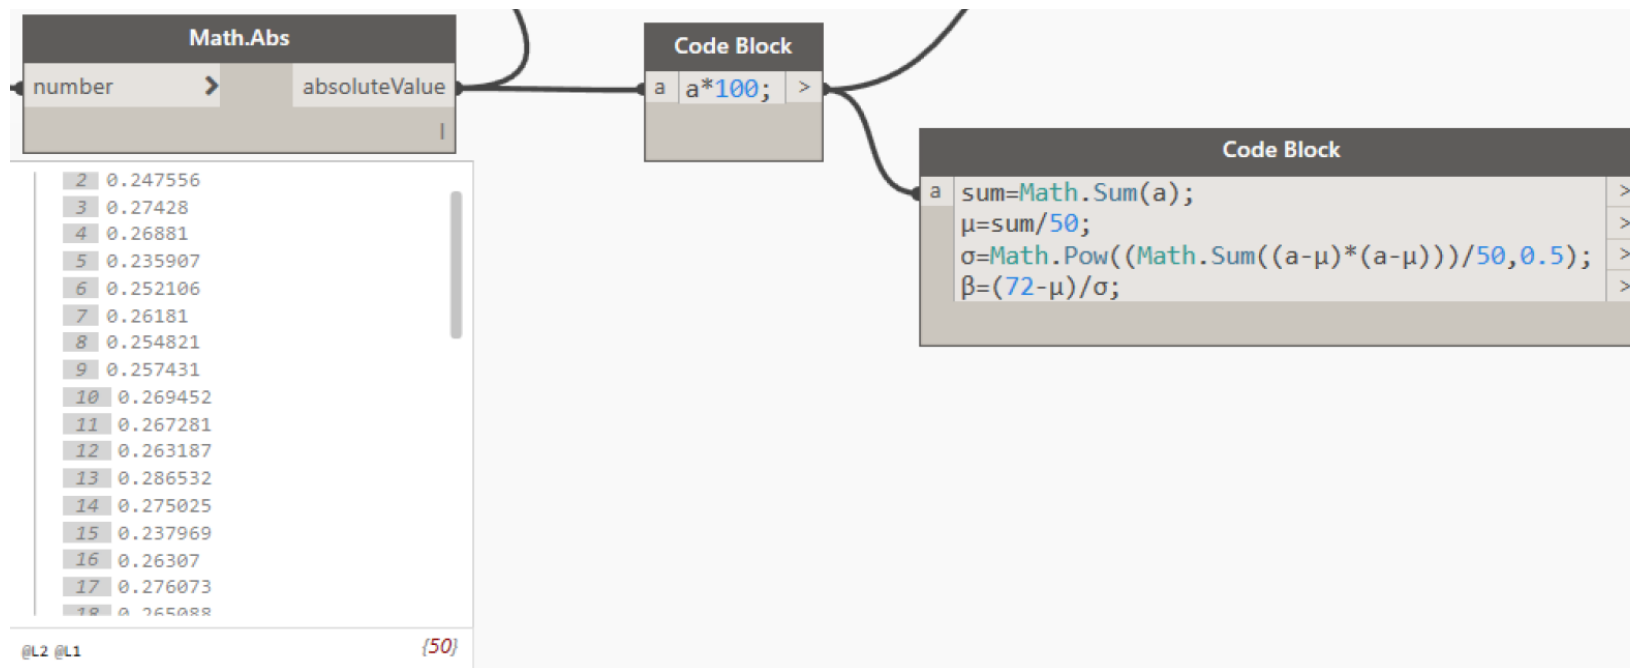 Math.Abs
number > absoluteValue
l
2 0.247556
3 0.27428
4 0.26881
5 0.235907
6 0.252106
7 0.26181
8 0.254821
9 0.257431
10 0.269452
11 0.267281
12 0.263187
13 0.286532
14 0.275025
15 0.237969
16 0.26307
17 0.276073
18 0.265088
@L2 @L1 {50}
Code Block
a a*100; >
Code Block
a sum=Math.Sum(a); >
μ=sum/50; >
σ=Math.Pow((Math.Sum((a-μ)*(a-μ)))/50,0.5); >
β=(72-μ)/σ; >